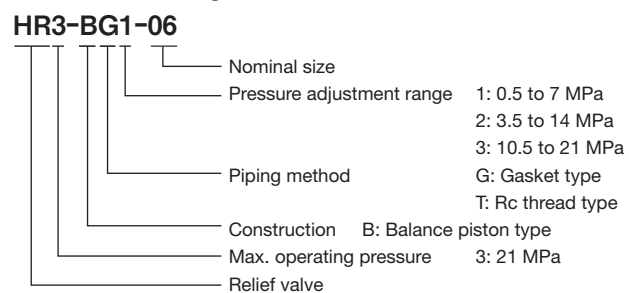 HR3-BG1-06
Nominal size
Pressure adjustment range 1: 0.5 to 7 MPa
2: 3.5 to 14 MPa
3: 10.5 to 21 MPa
Piping method G: Gasket type
T: Rc thread type
Construction B: Balance piston type
Max. operating pressure 3: 21 MPa
Relief valve